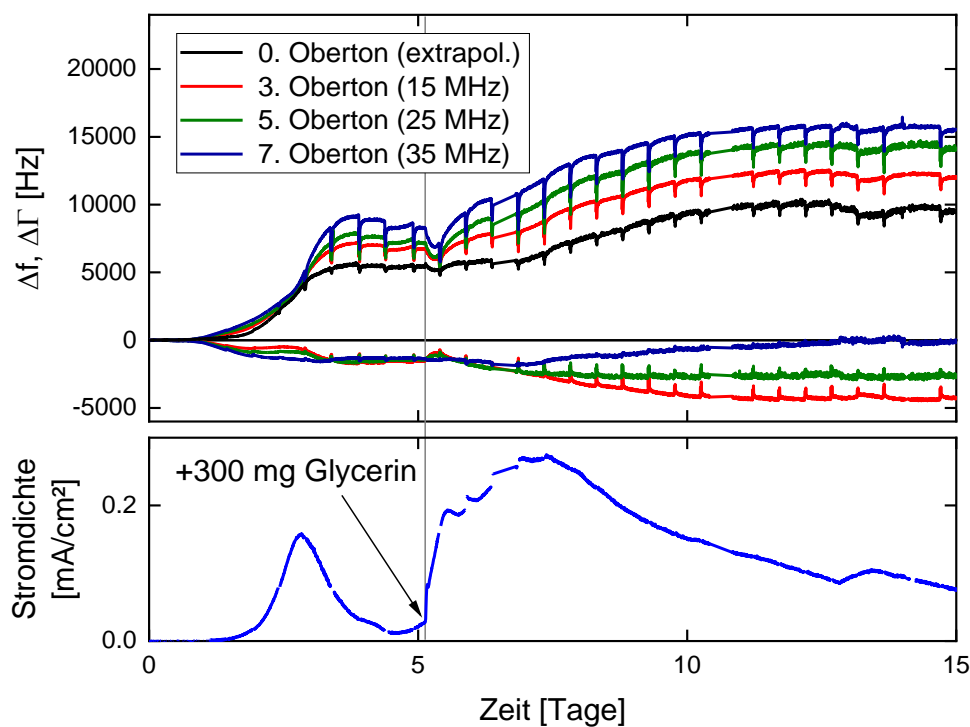 20000
15000
10000
5000
0
-5000
Δf, ΔΓ [Hz]
0. Oberton (extrapol.)
3. Oberton (15 MHz)
5. Oberton (25 MHz)
7. Oberton (35 MHz)
+300 mg Glycerin
0.2
0.0
Stromdichte
[mA/cm²]
0 5 10 15
Zeit [Tage]